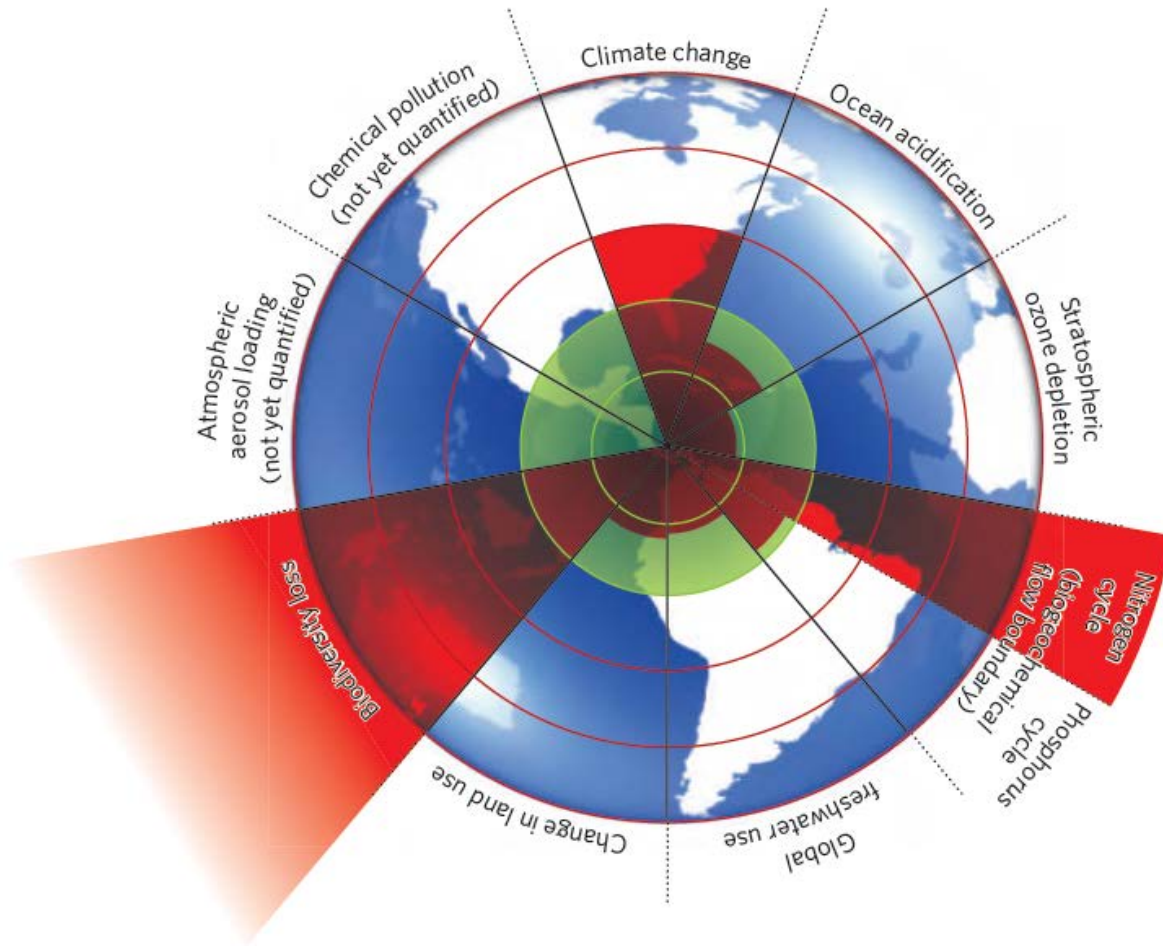 Climate change
Ocean acidification
Stratospheric
ozone depletion
Nitrogen
cycle
(biogeochemical
flow boundary)
Phosphorus
cycle
Global
freshwater use
Change in land use
Biodiversity loss
Atmospheric
aerosol loading
(not yet quantified)
Chemical pollution
(not yet quantified)